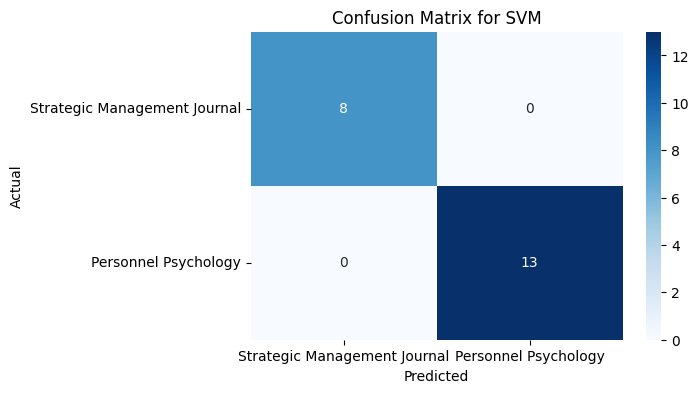 Confusion Matrix for SVM
Strategic Management Journal
8
0
Personnel Psychology
0
13
Strategic Management Journal
Personnel Psychology
Predicted
Actual
12
10
8
6
4
2
0